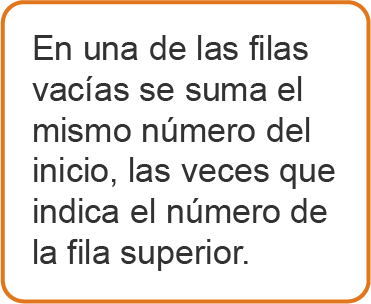 En una de las filas
vacías se suma el
mismo número del
inicio, las veces que
indica el número de
la fila superior.